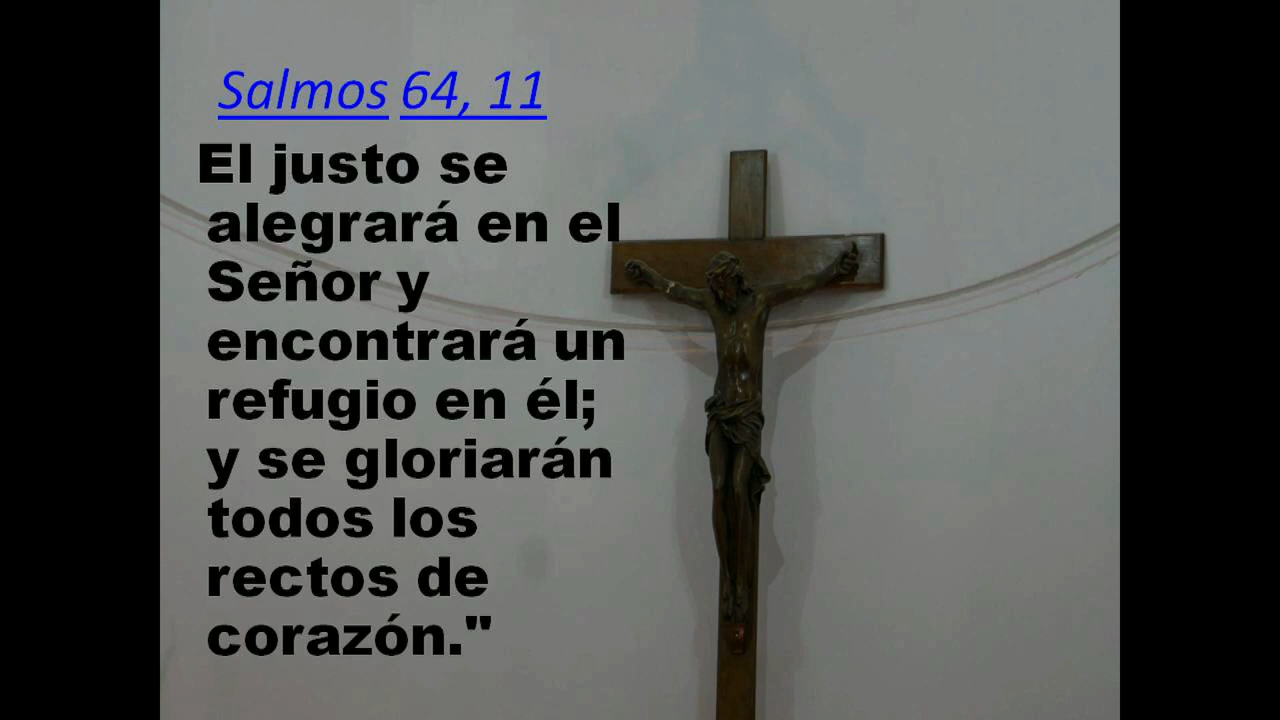 Salmos 64, 11
El justo se
alegrará en el
Señor y
encontrará un
refugio en él;
y se gloriarán
todos los
rectos de
corazón."